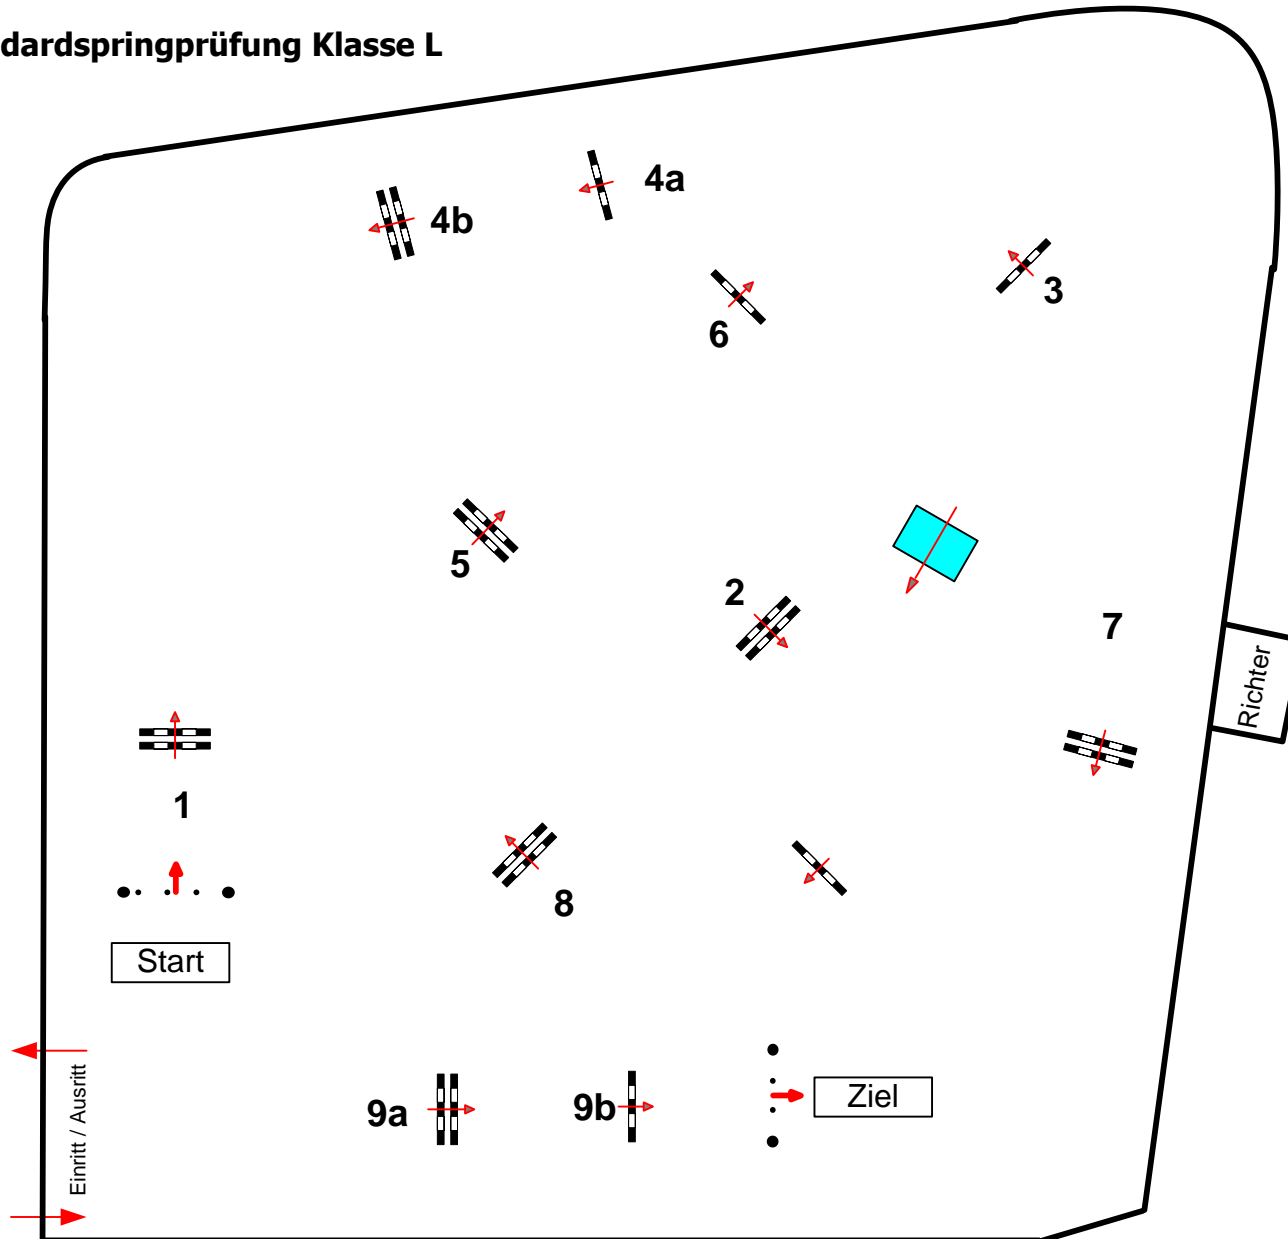 dardspringprüfung Klasse L
4a
4b
3
6
5
2
7
Richter
1
8
Start
Einritt / Ausritt
9a
9b
Ziel